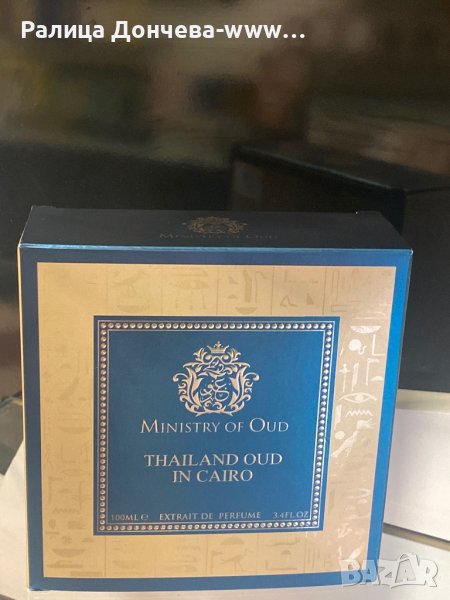 Ралица Дончева-www...
MINISTRY OF OUD
MINISTRY OF OUD
THAILAND OUD
IN CAIRO
100ML ℮ EXTRAIT DE PERFUME 3.4FL.OZ
BAZAR